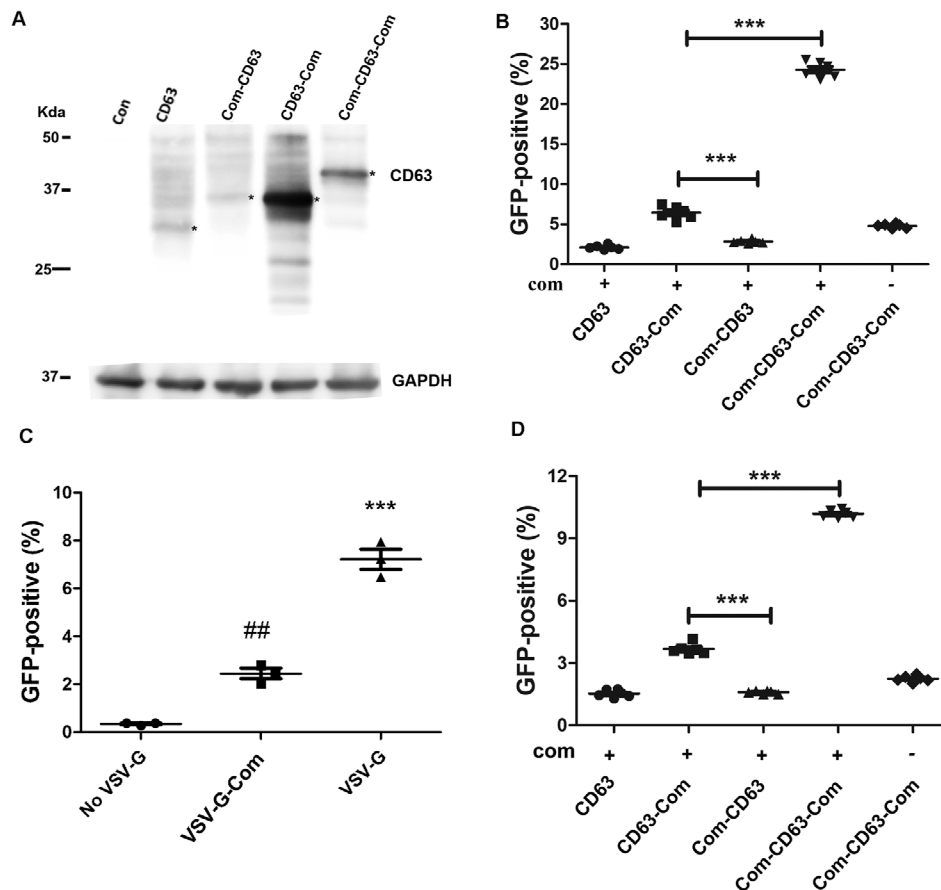 A
Kda
Con
CD63
Com-CD63
CD63-Com
Com-CD63-Com
50
37
25
*
*
*
*
CD63
37
GAPDH
B
GFP-positive (%)
30
25
20
15
10
5
0
***
***
com + + + + -
CD63
CD63-Com
Com-CD63
Com-CD63-Com
Com-CD63-Com
C
GFP-positive (%)
10
8
6
4
2
0
##
***
No VSV-G
VSV-G-Com
VSV-G
D
GFP-positive (%)
12
9
6
3
0
***
***
com + + + + -
CD63
CD63-Com
Com-CD63
Com-CD63-Com
Com-CD63-Com